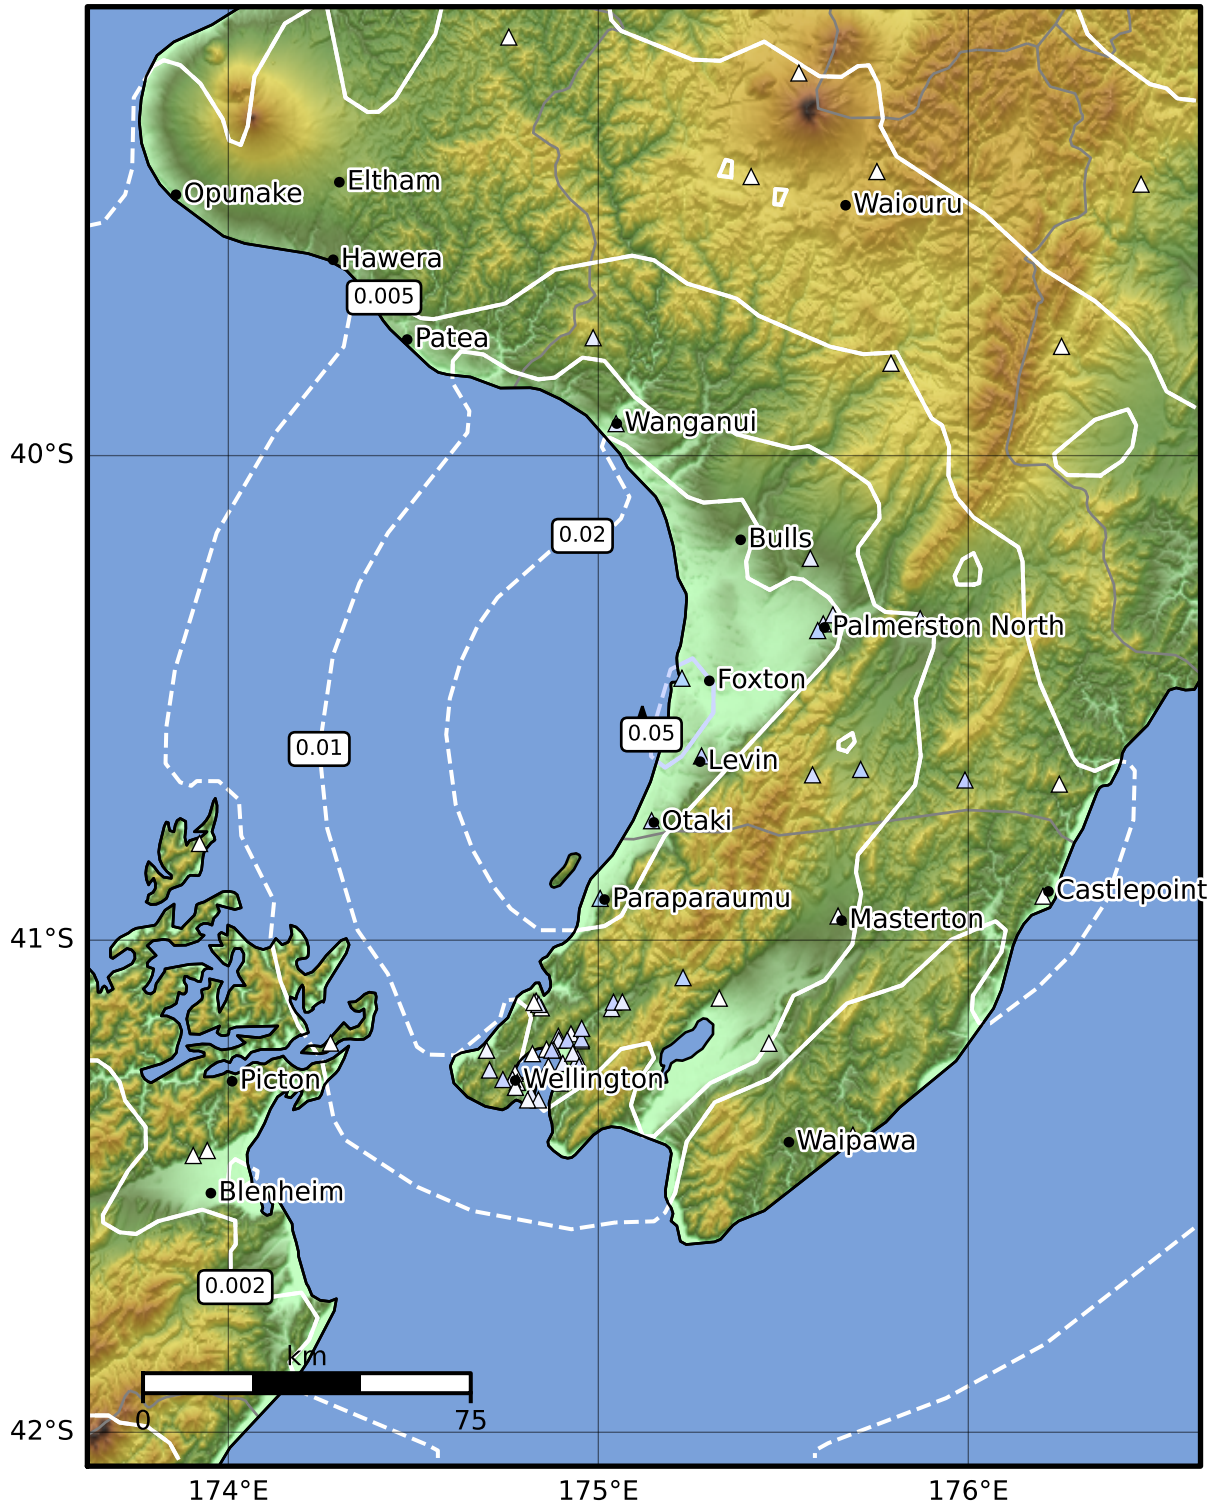 Eltham
Opunake
Waiouru
Hawera
0.005
Patea
Wanganui
40°S
0.02
Bulls
Palmerston North
Foxton
0.05
0.01
Levin
Otaki
Castlepoint
Paraparaumu
Masterton
41°S
Picton
Wellington
Waipawa
Blenheim
0.002
km
0
75
42°S
174°E
175°E
176°E